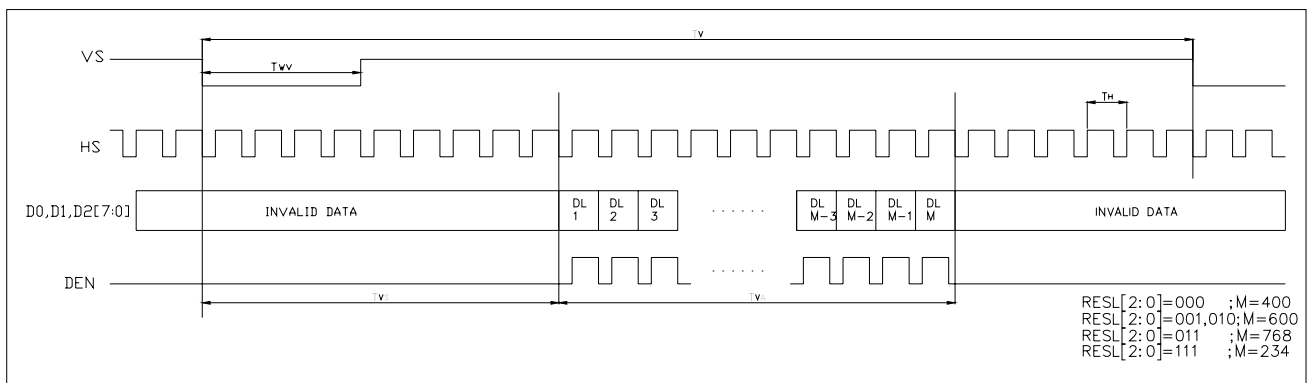 TV
VS
TWV
TH
HS
D0,D1,D2[7:0]
INVALID DATA
DL 1
DL 2
DL 3
......
DL M-3
DL M-2
DL M-1
DL M
INVALID DATA
DEN
......
TVS
RESL[2:0]=000 ;M=400
RESL[2:0]=001,010;M=600
RESL[2:0]=011 ;M=768
RESL[2:0]=111 ;M=234